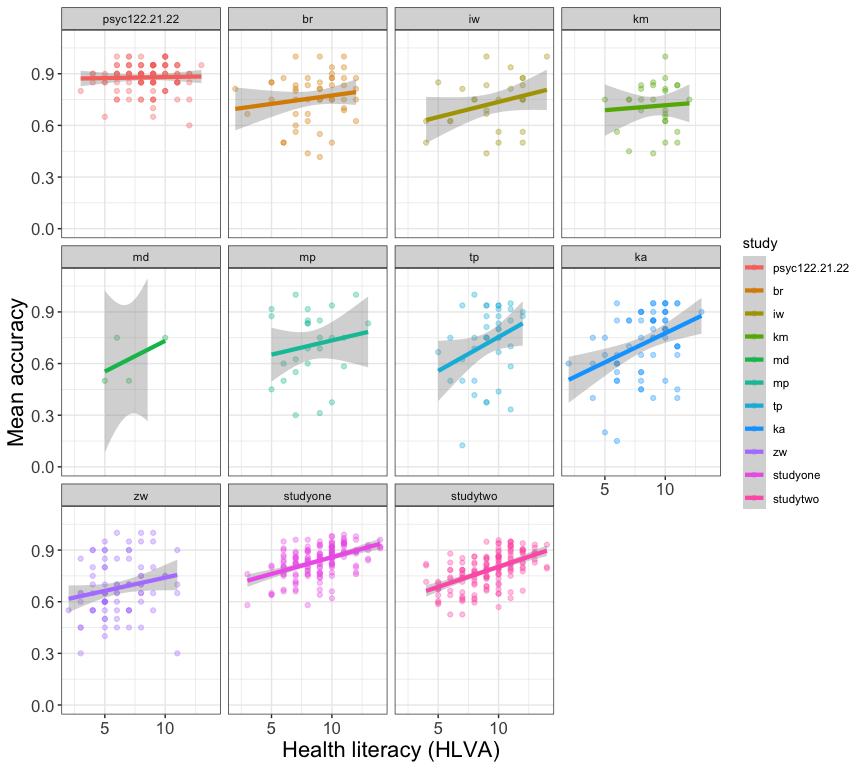 psyc122.21.22 br iw km
0.9
0.6
0.3
0.0
md mp tp ka
0.9
0.6
0.3
0.0
5 10
zw studyone studytwo
0.9
0.6
0.3
0.0
5 10 5 10 5 10
Mean accuracy
Health literacy (HLVA)
study
psyc122.21.22
br
iw
km
md
mp
tp
ka
zw
studyone
studytwo